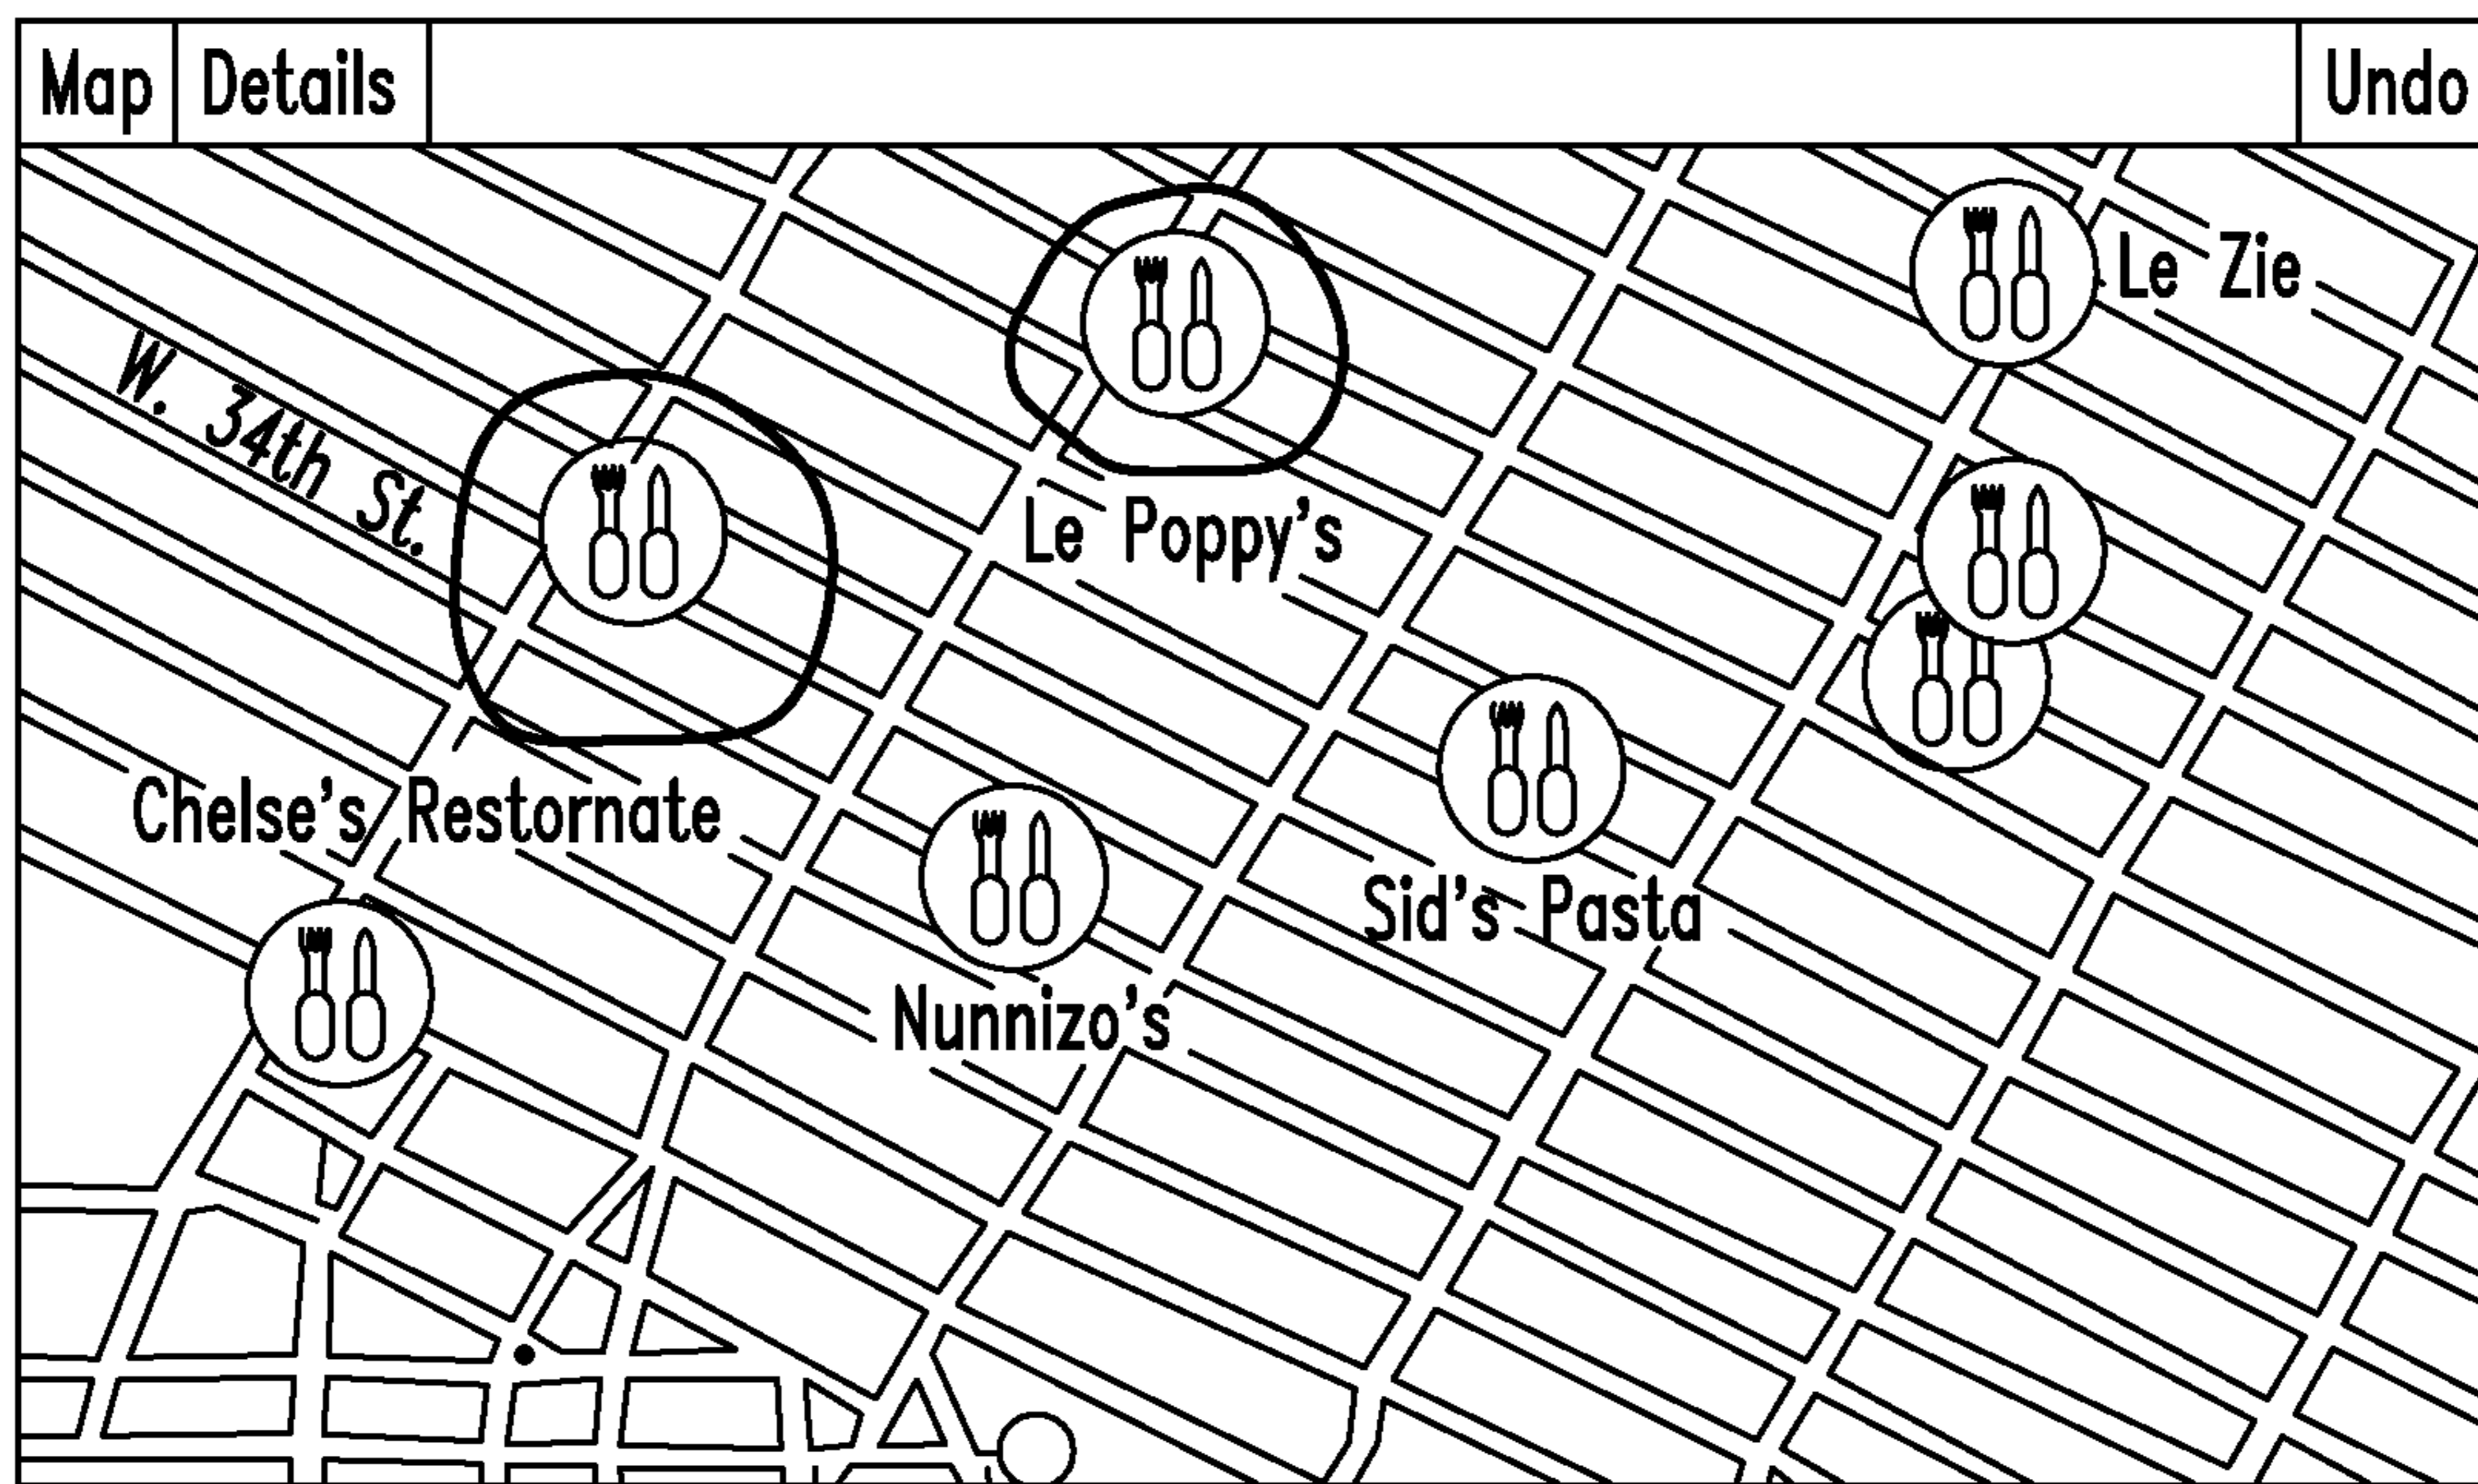 Map Details Undo
Le Zie
W. 34th St.
Le Poppy's
Chelse's Restornate
Sid's Pasta
Nunnizo's